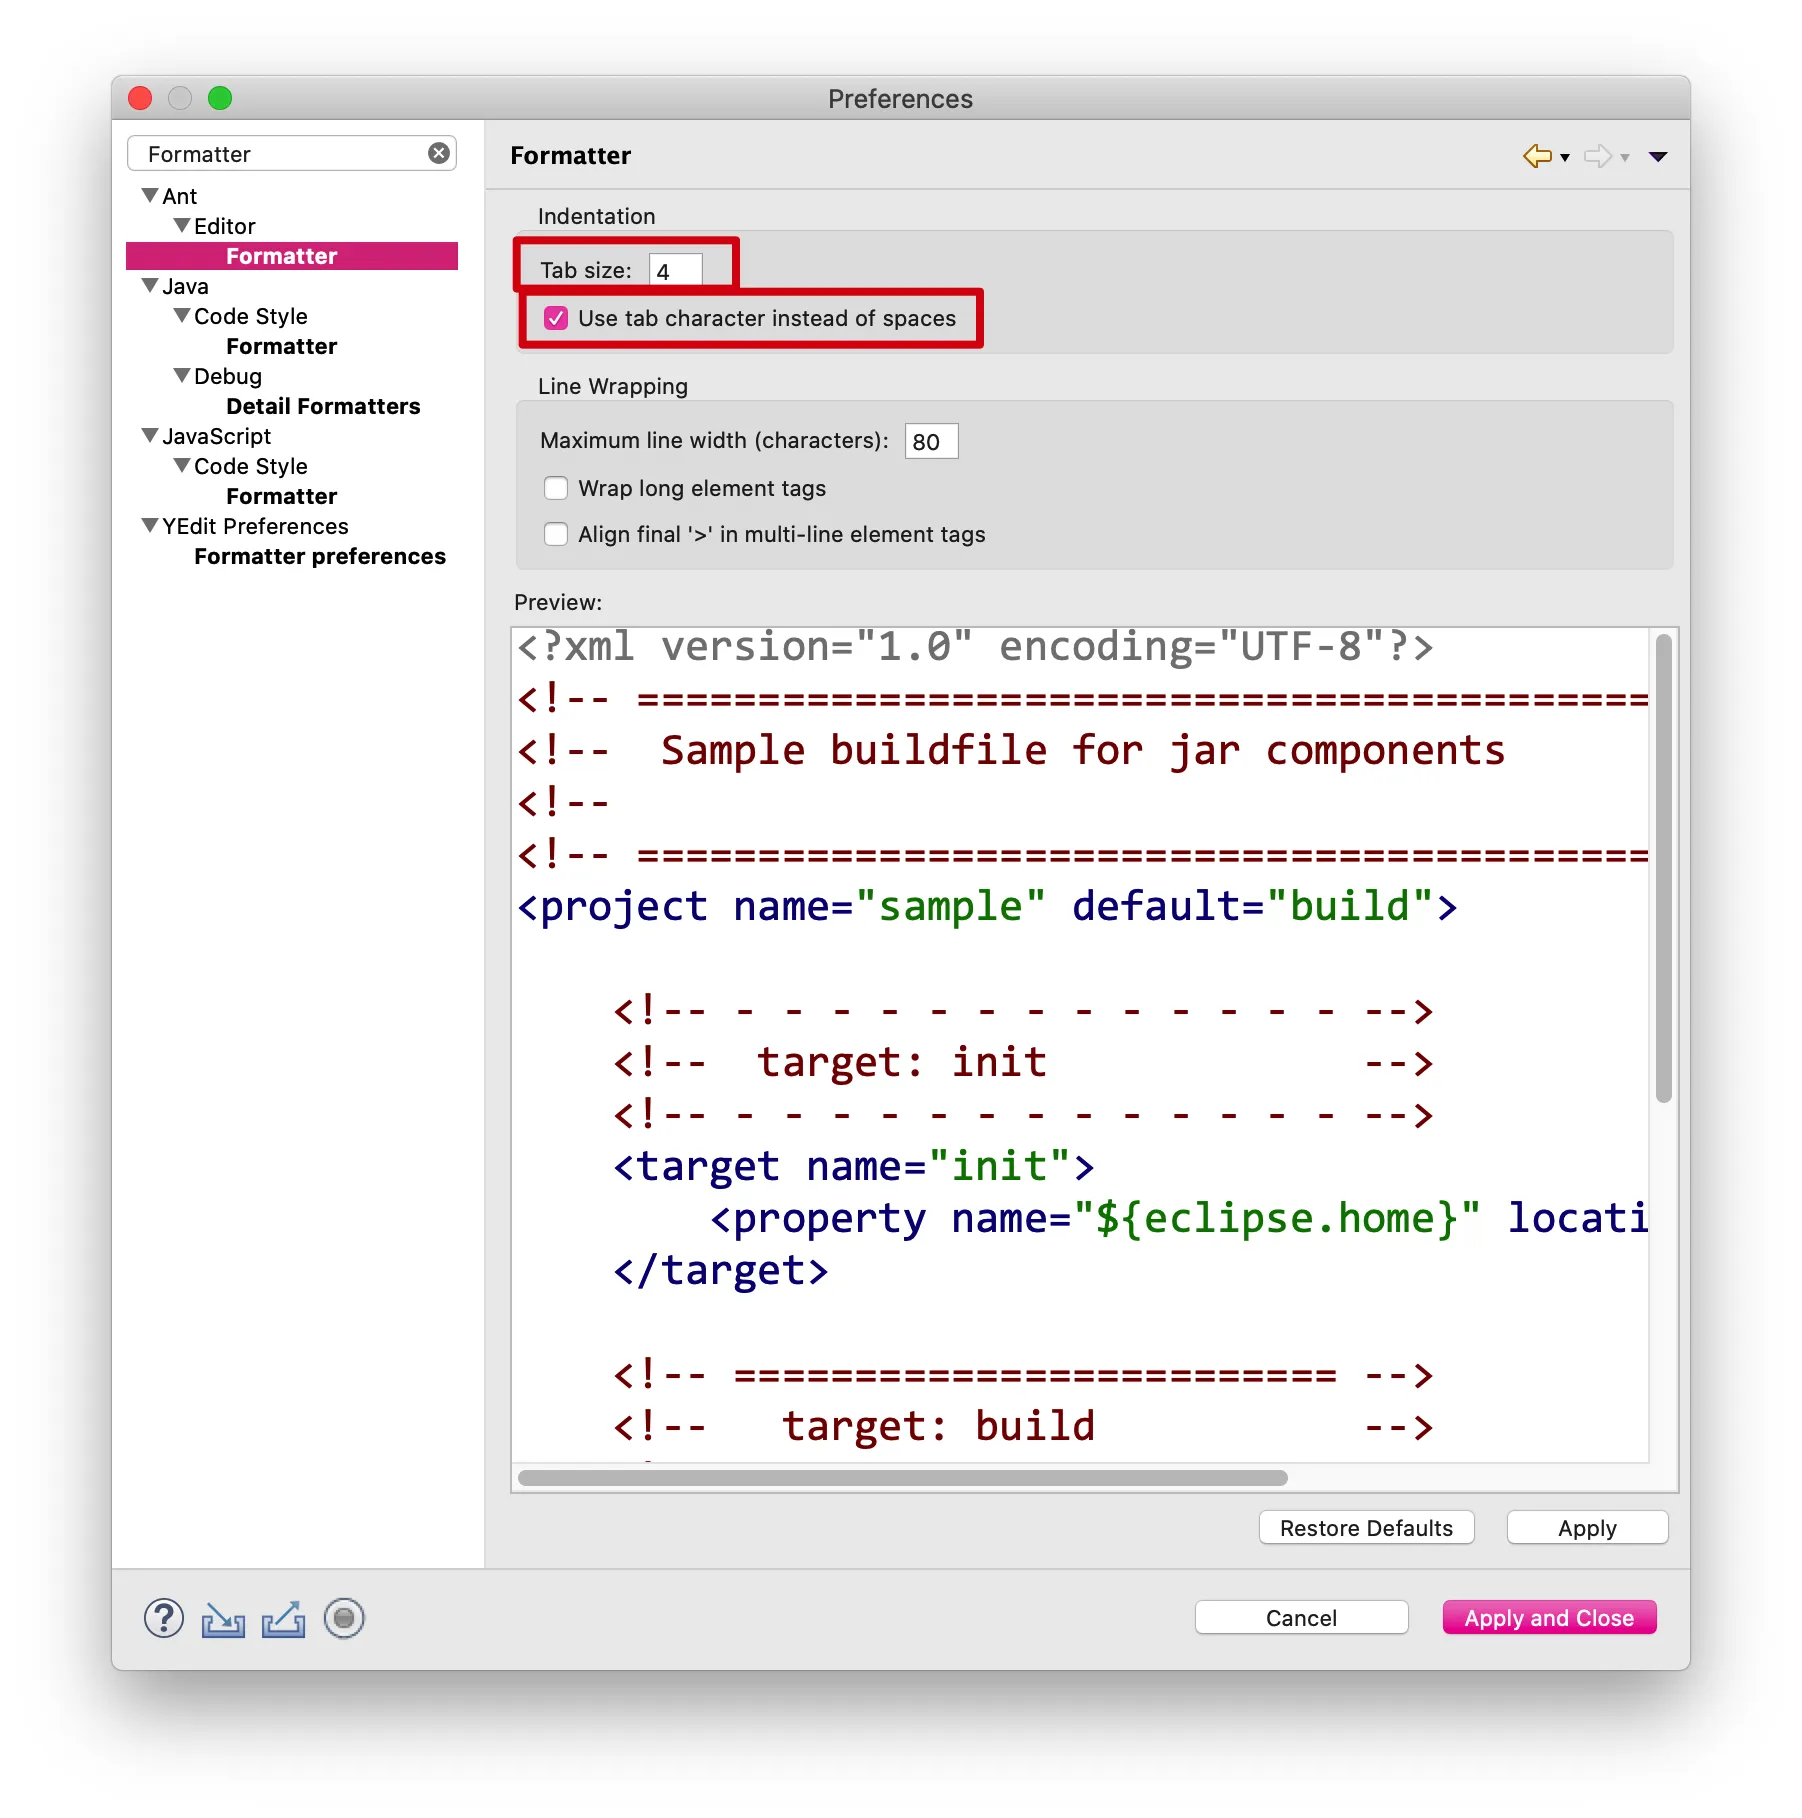 Preferences
Formatter
Ant
Editor
Formatter
Java
Code Style
Formatter
Debug
Detail Formatters
JavaScript
Code Style
Formatter
YEdit Preferences
Formatter preferences
Formatter
Indentation
Tab size: 4
Use tab character instead of spaces
Line Wrapping
Maximum line width (characters): 80
Wrap long element tags
Align final '>' in multi-line element tags
Preview:
<?xml version="1.0" encoding="UTF-8"?>
<!-- ==========================================
<!--  Sample buildfile for jar components
<!--
<!-- ==========================================
<project name="sample" default="build">
<!-- - - - - - - - - - - - - - -->
<!--  target: init             -->
<!-- - - - - - - - - - - - - - -->
<target name="init">
<property name="${eclipse.home}" locati
</target>
<!-- ========================= -->
<!--   target: build           -->
Restore Defaults
Apply
?
Cancel
Apply and Close